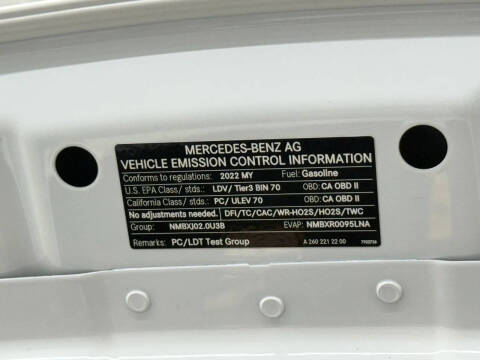 MERCEDES-BENZ AG
VEHICLE EMISSION CONTROL INFORMATION
Conforms to regulations: 2022 MY Fuel: Gasoline
U.S. EPA Class/ stds.: LDV/ Tier3 BIN 70 OBD: CA OBD II
California Class/ stds.: PC/ ULEV 70 OBD: CA OBD II
No adjustments needed. DFI/TC/CAC/WR-HO2S/HO2S/TWC
Group: NMBXJ02.0U3B EVAP: NMBXR0095LNA
Remarks: PC/LDT Test Group A 260 221 22 00